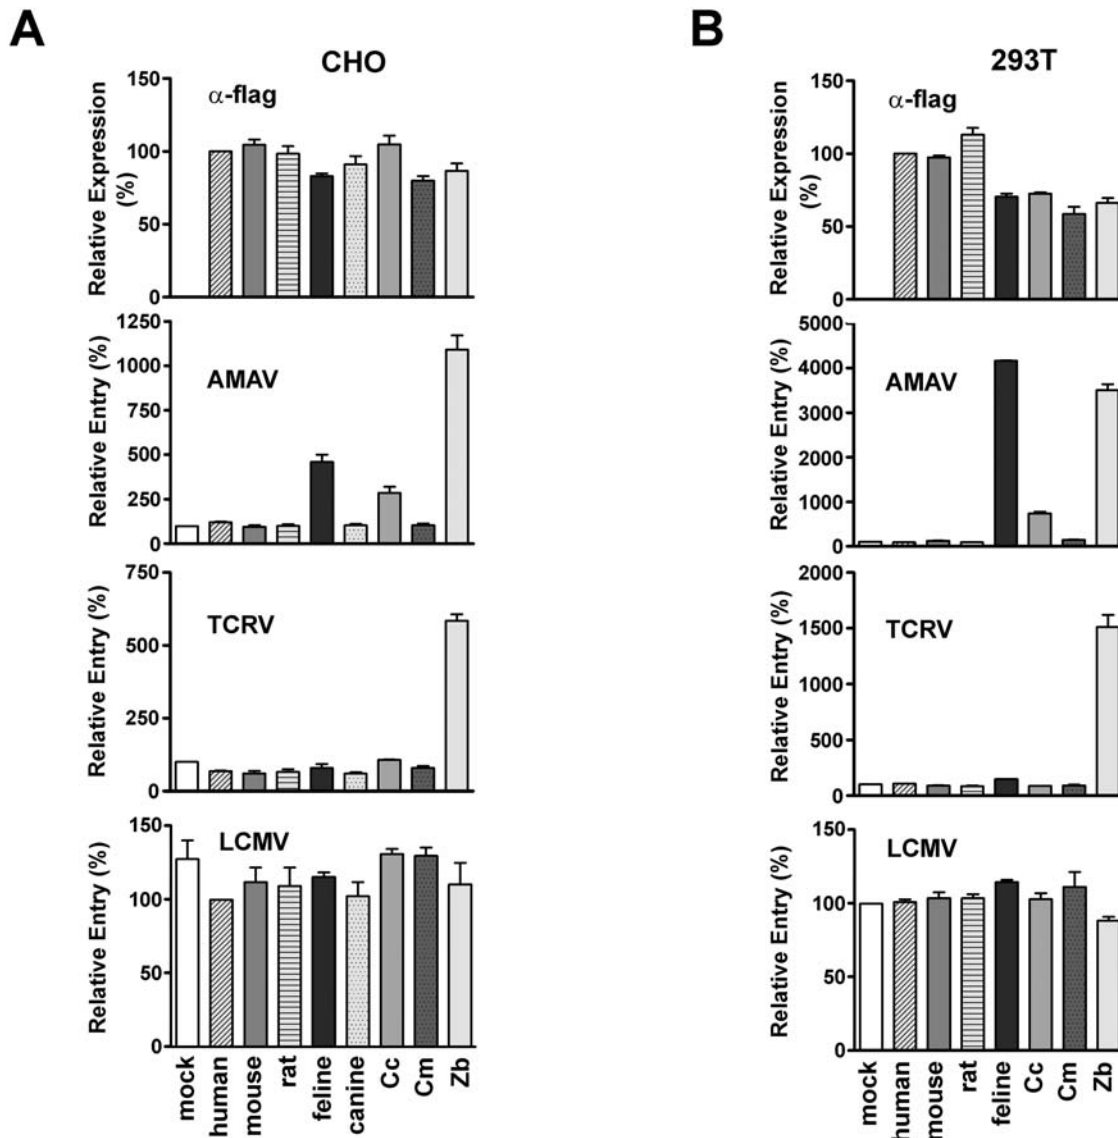 A
CHO
α-flag
Relative Expression
(%)
150
100
50
0
AMAV
Relative Entry (%)
1250
1000
750
500
250
0
TCRV
Relative Entry (%)
750
500
250
0
LCMV
Relative Entry (%)
150
100
50
0
mock
human
mouse
rat
feline
canine
Cc
Cm
Zb
B
293T
α-flag
Relative Expression
(%)
150
100
50
0
AMAV
Relative Entry (%)
5000
4000
3000
2000
1000
0
TCRV
Relative Entry (%)
2000
1500
1000
500
0
LCMV
Relative Entry (%)
150
100
50
0
mock
human
mouse
rat
feline
Cc
Cm
Zb